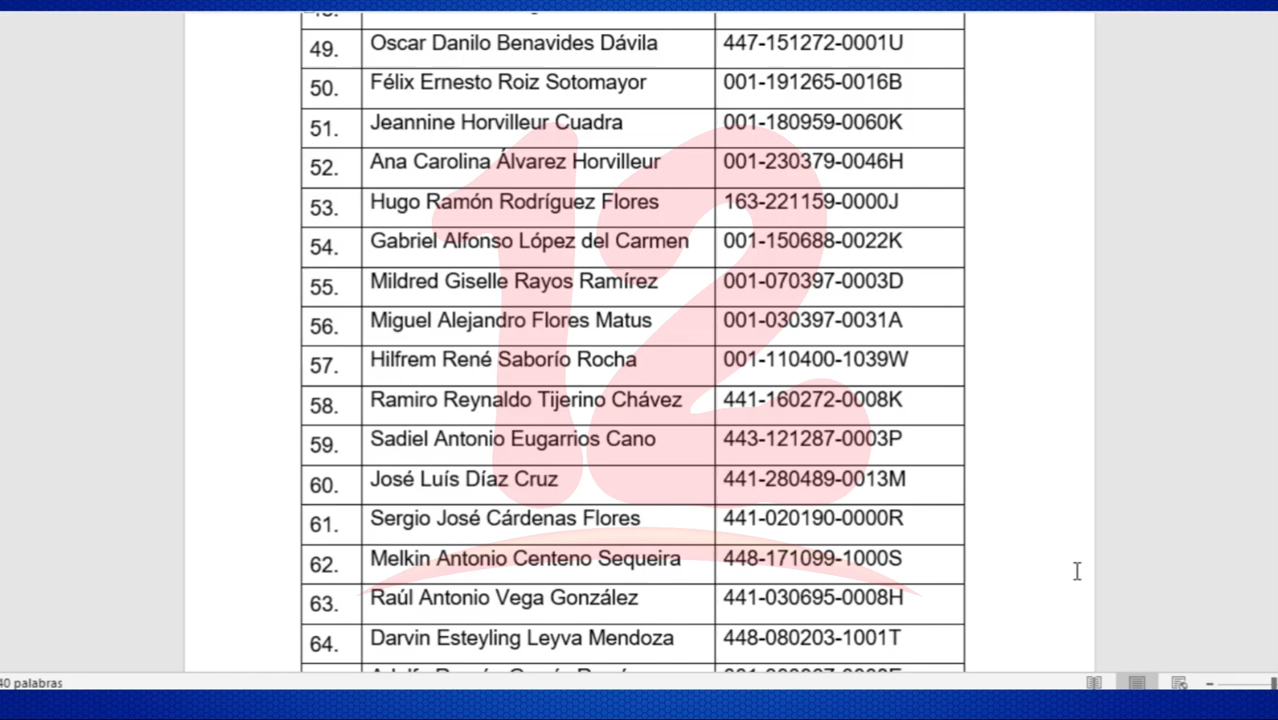 49. Oscar Danilo Benavides Dávila 447-151272-0001U
50. Félix Ernesto Roiz Sotomayor 001-191265-0016B
51. Jeannine Horvilleur Cuadra 001-180959-0060K
52. Ana Carolina Álvarez Horvilleur 001-230379-0046H
53. Hugo Ramón Rodríguez Flores 163-221159-0000J
54. Gabriel Alfonso López del Carmen 001-150688-0022K
55. Mildred Giselle Rayos Ramírez 001-070397-0003D
56. Miguel Alejandro Flores Matus 001-030397-0031A
57. Hilfrem René Saborío Rocha 001-110400-1039W
58. Ramiro Reynaldo Tijerino Chávez 441-160272-0008K
59. Sadiel Antonio Eugarrios Cano 443-121287-0003P
60. José Luís Díaz Cruz 441-280489-0013M
61. Sergio José Cárdenas Flores 441-020190-0000R
62. Melkin Antonio Centeno Sequeira 448-171099-1000S
63. Raúl Antonio Vega González 441-030695-0008H
64. Darvin Esteyling Leyva Mendoza 448-080203-1001T
12
40 palabras